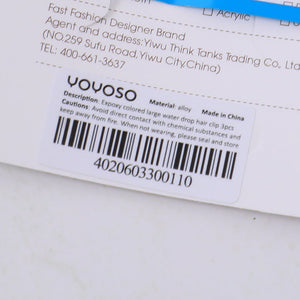 Acrylic
Fast Fashion Designer Brand
Agent and address:Yiwu Think Tanks Trading Co., Ltd
(NO.259 Sufu Road,Yiwu City,China)
TEL: 400-661-3637
YOYOSO
Material: alloy
Made in China
Description: Expoxy colored large water drop hair clip 3pcs
Cautions: Avoid direct contact with chemical substances and
keep away from fire. When not wearing, please seal and store
4020603300110